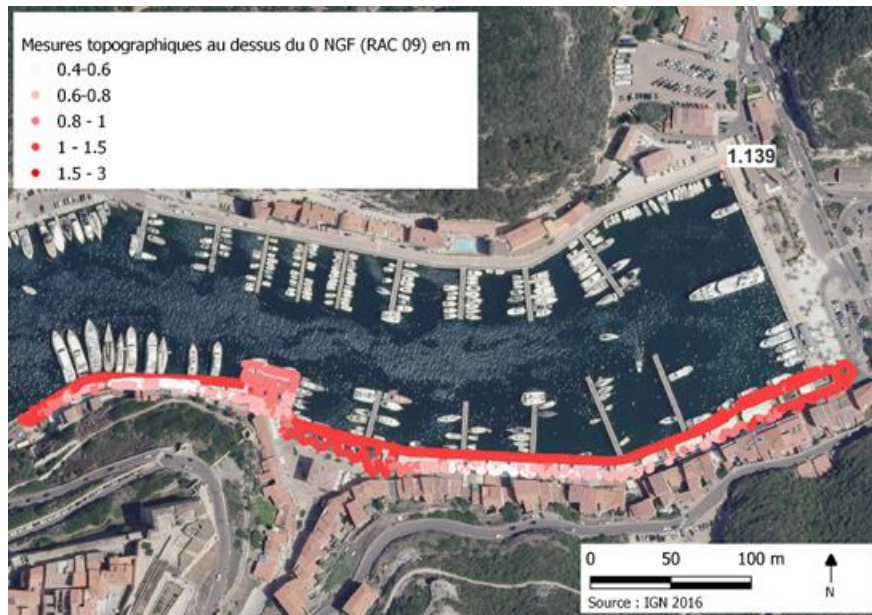 Mesures topographiques au dessus du 0 NGF (RAC 09) en m
0.4-0.6
0.6-0.8
0.8 - 1
1 - 1.5
1.5 - 3
1.139
0 50 100 m
N
Source : IGN 2016